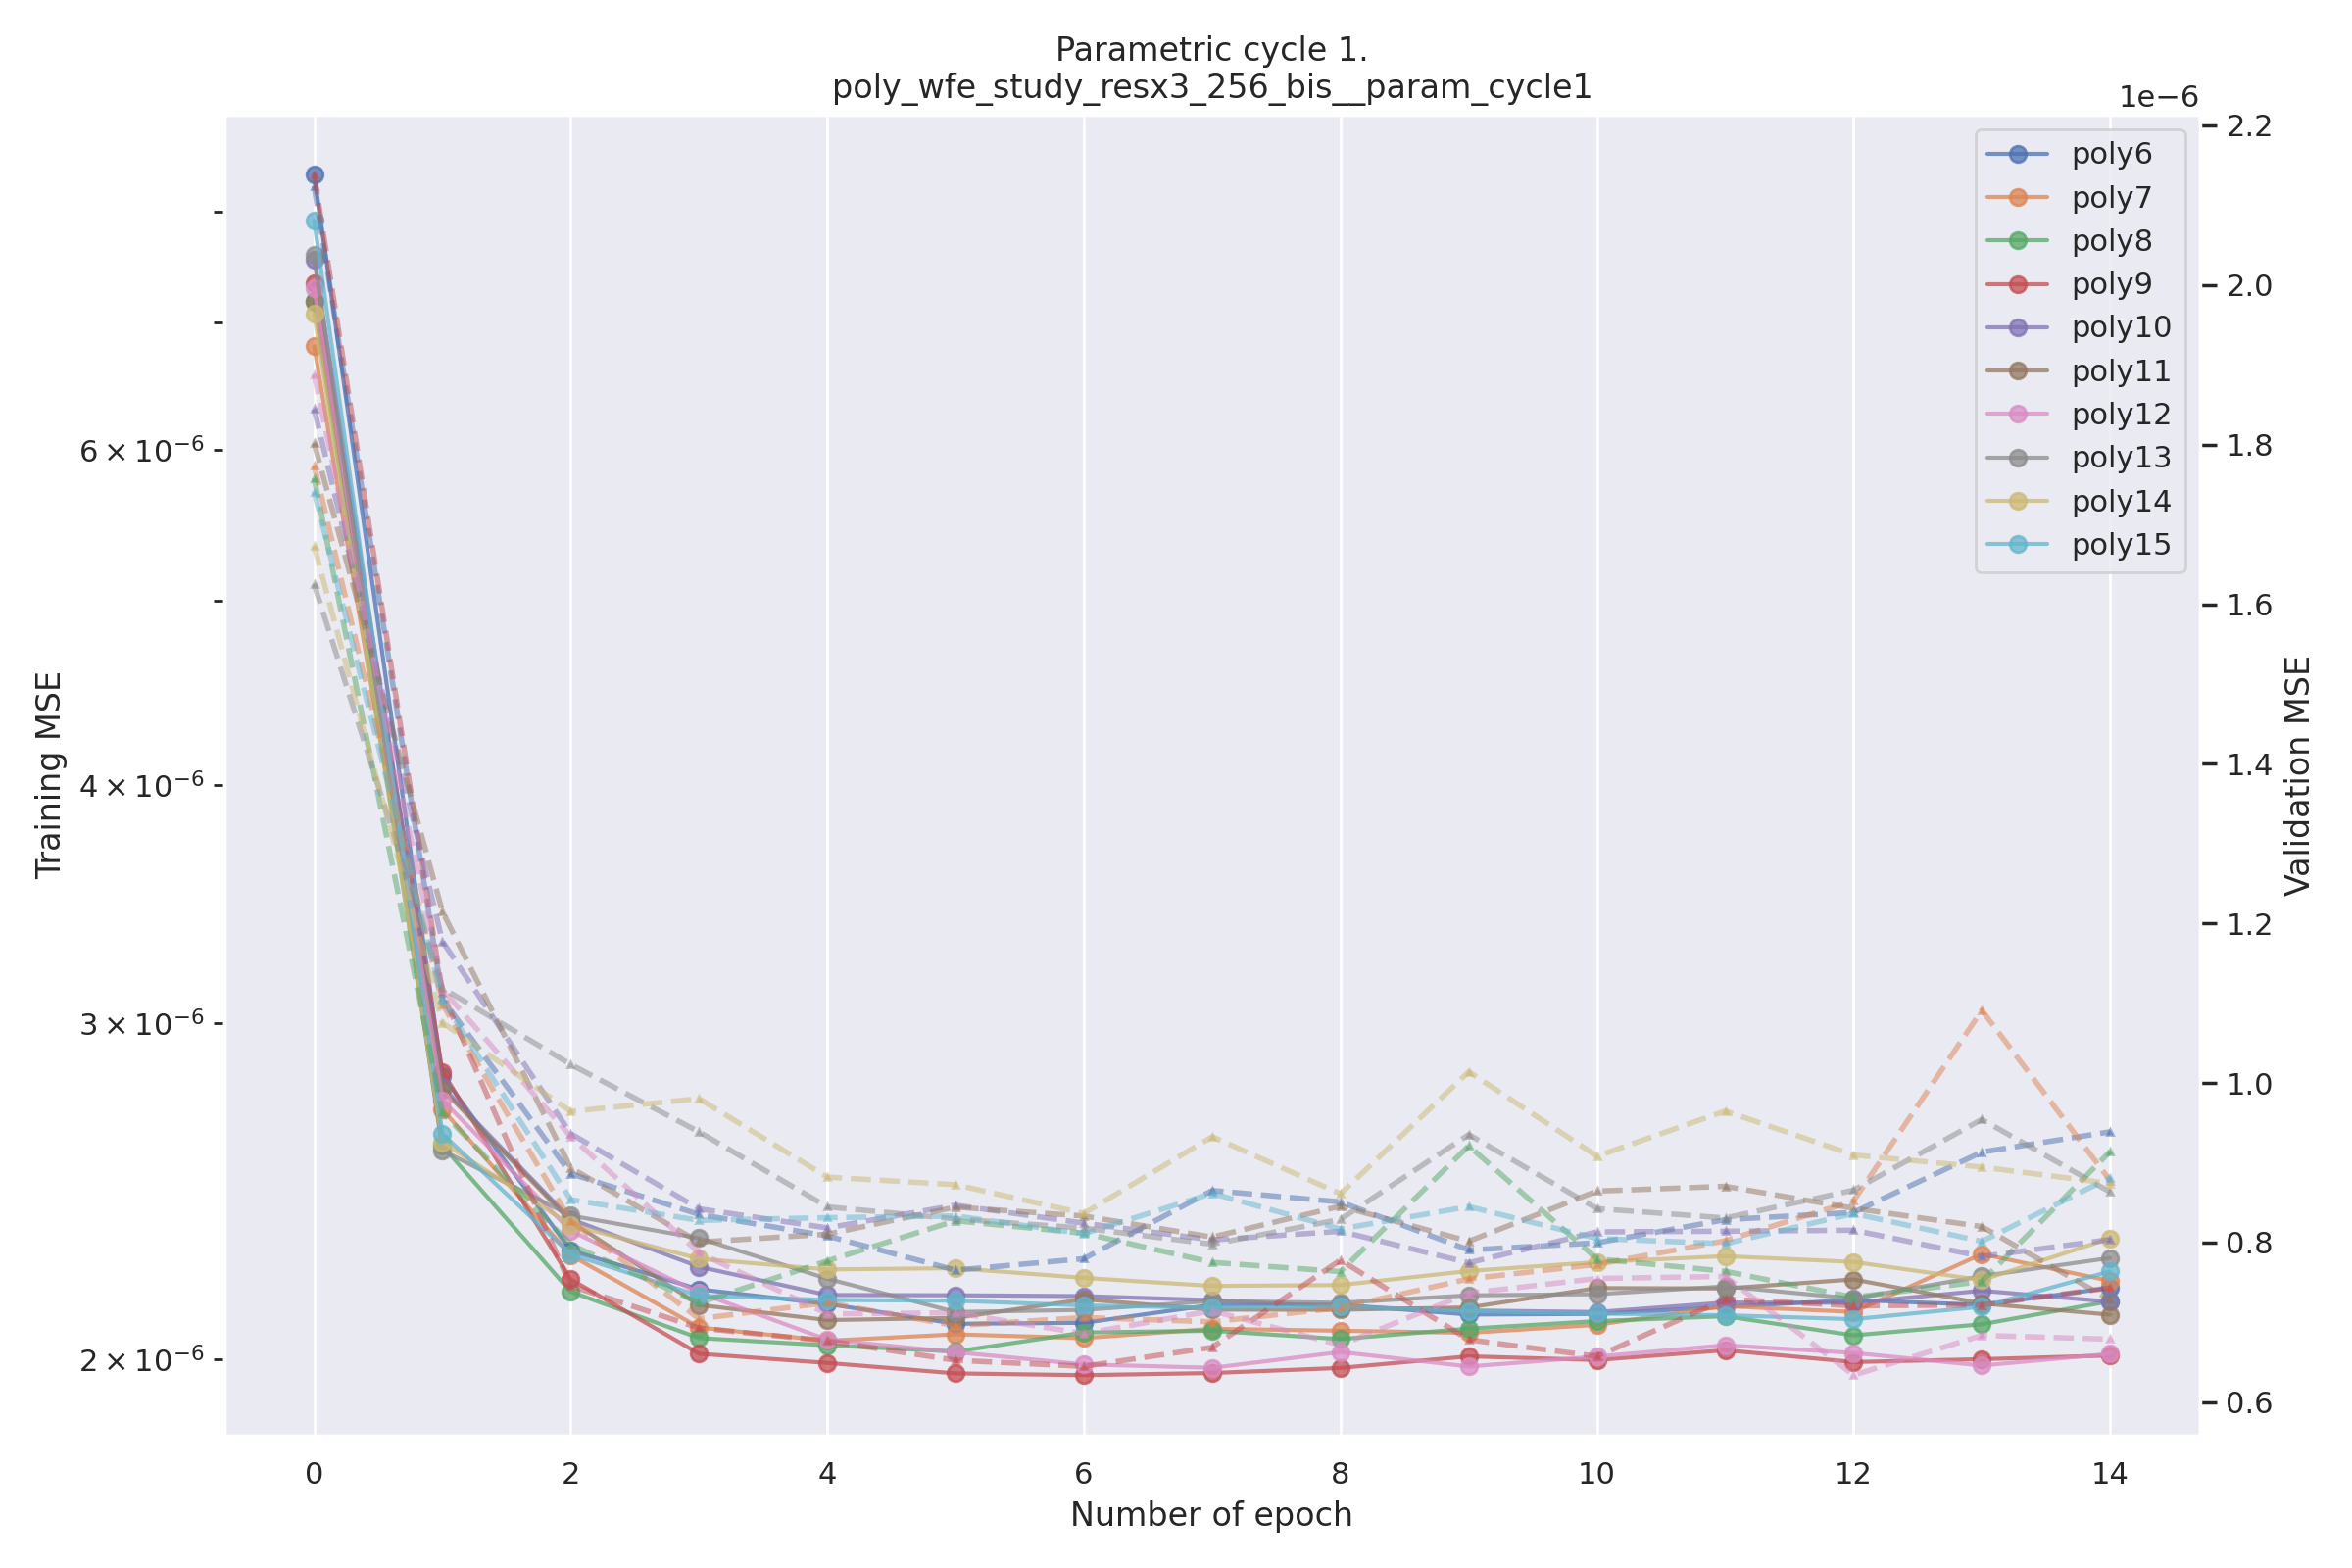 Parametric cycle 1.
poly_wfe_study_resx3_256_bis__param_cycle1
1e−6
Training MSE
6 × 10⁻⁶
4 × 10⁻⁶
3 × 10⁻⁶
2 × 10⁻⁶
poly6
poly7
poly8
poly9
poly10
poly11
poly12
poly13
poly14
poly15
2.2
2.0
1.8
1.6
1.4
1.2
1.0
0.8
0.6
Validation MSE
0 2 4 6 8 10 12 14
Number of epoch